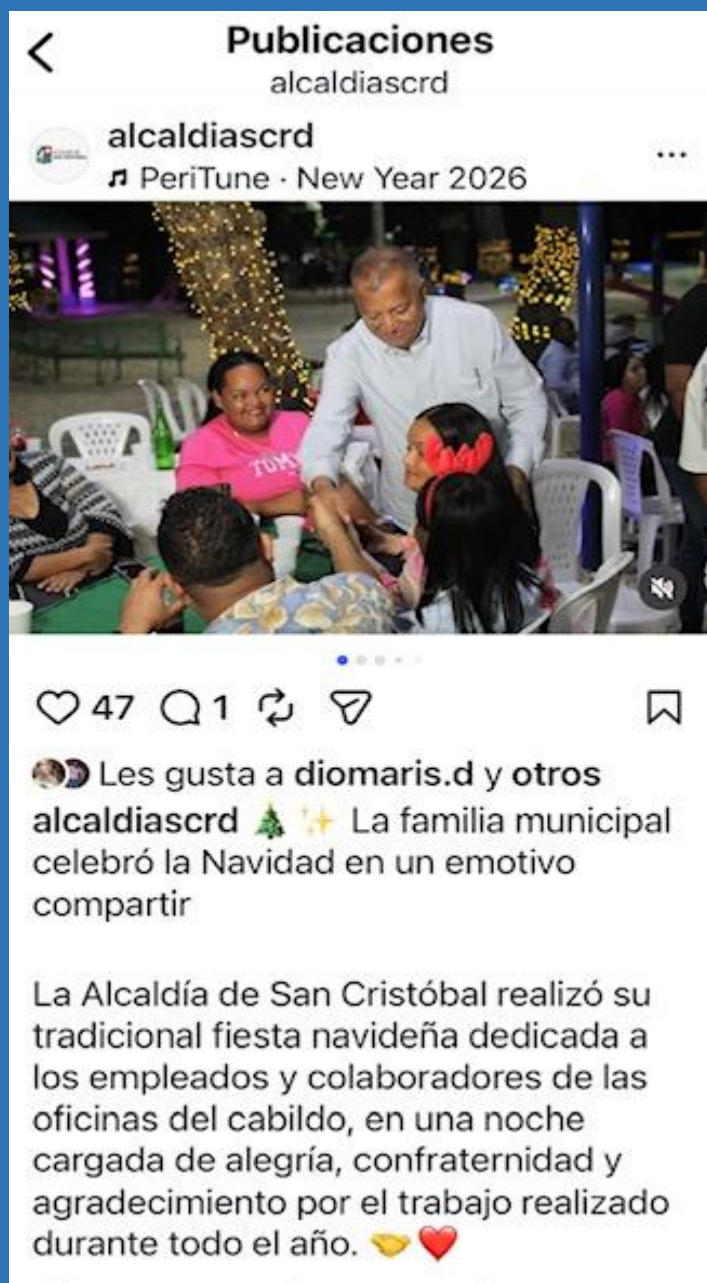 Publicaciones
alcaldiascrd
alcaldiascrd
PeriTune · New Year 2026
TOMM
47 1
Les gusta a diomaris.d y otros
alcaldiascrd 🎄✨ La familia municipal
celebró la Navidad en un emotivo
compartir
La Alcaldía de San Cristóbal realizó su
tradicional fiesta navideña dedicada a
los empleados y colaboradores de las
oficinas del cabildo, en una noche
cargada de alegría, confraternidad y
agradecimiento por el trabajo realizado
durante todo el año. 🤝❤️